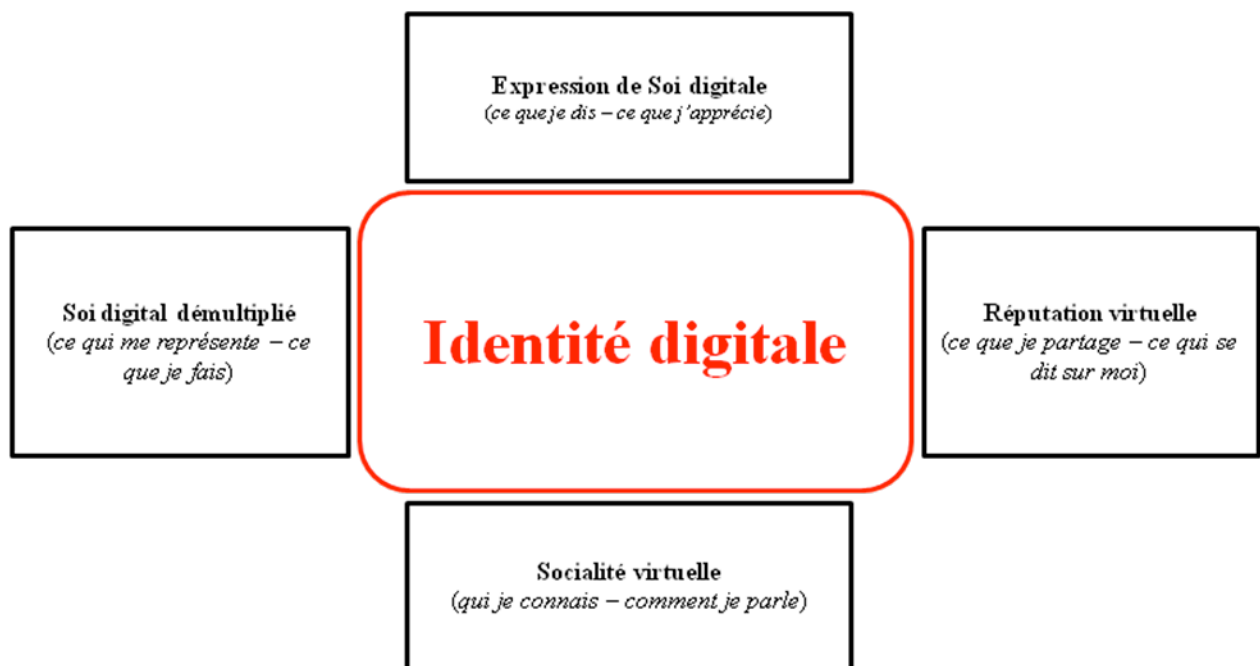 Expression de Soi digitale
(ce que je dis – ce que j'apprécie)
Soi digital démultiplié
(ce qui me représente – ce
que je fais)
Identité digitale
Réputation virtuelle
(ce que je partage – ce qui se
dit sur moi)
Socialité virtuelle
(qui je connais – comment je parle)